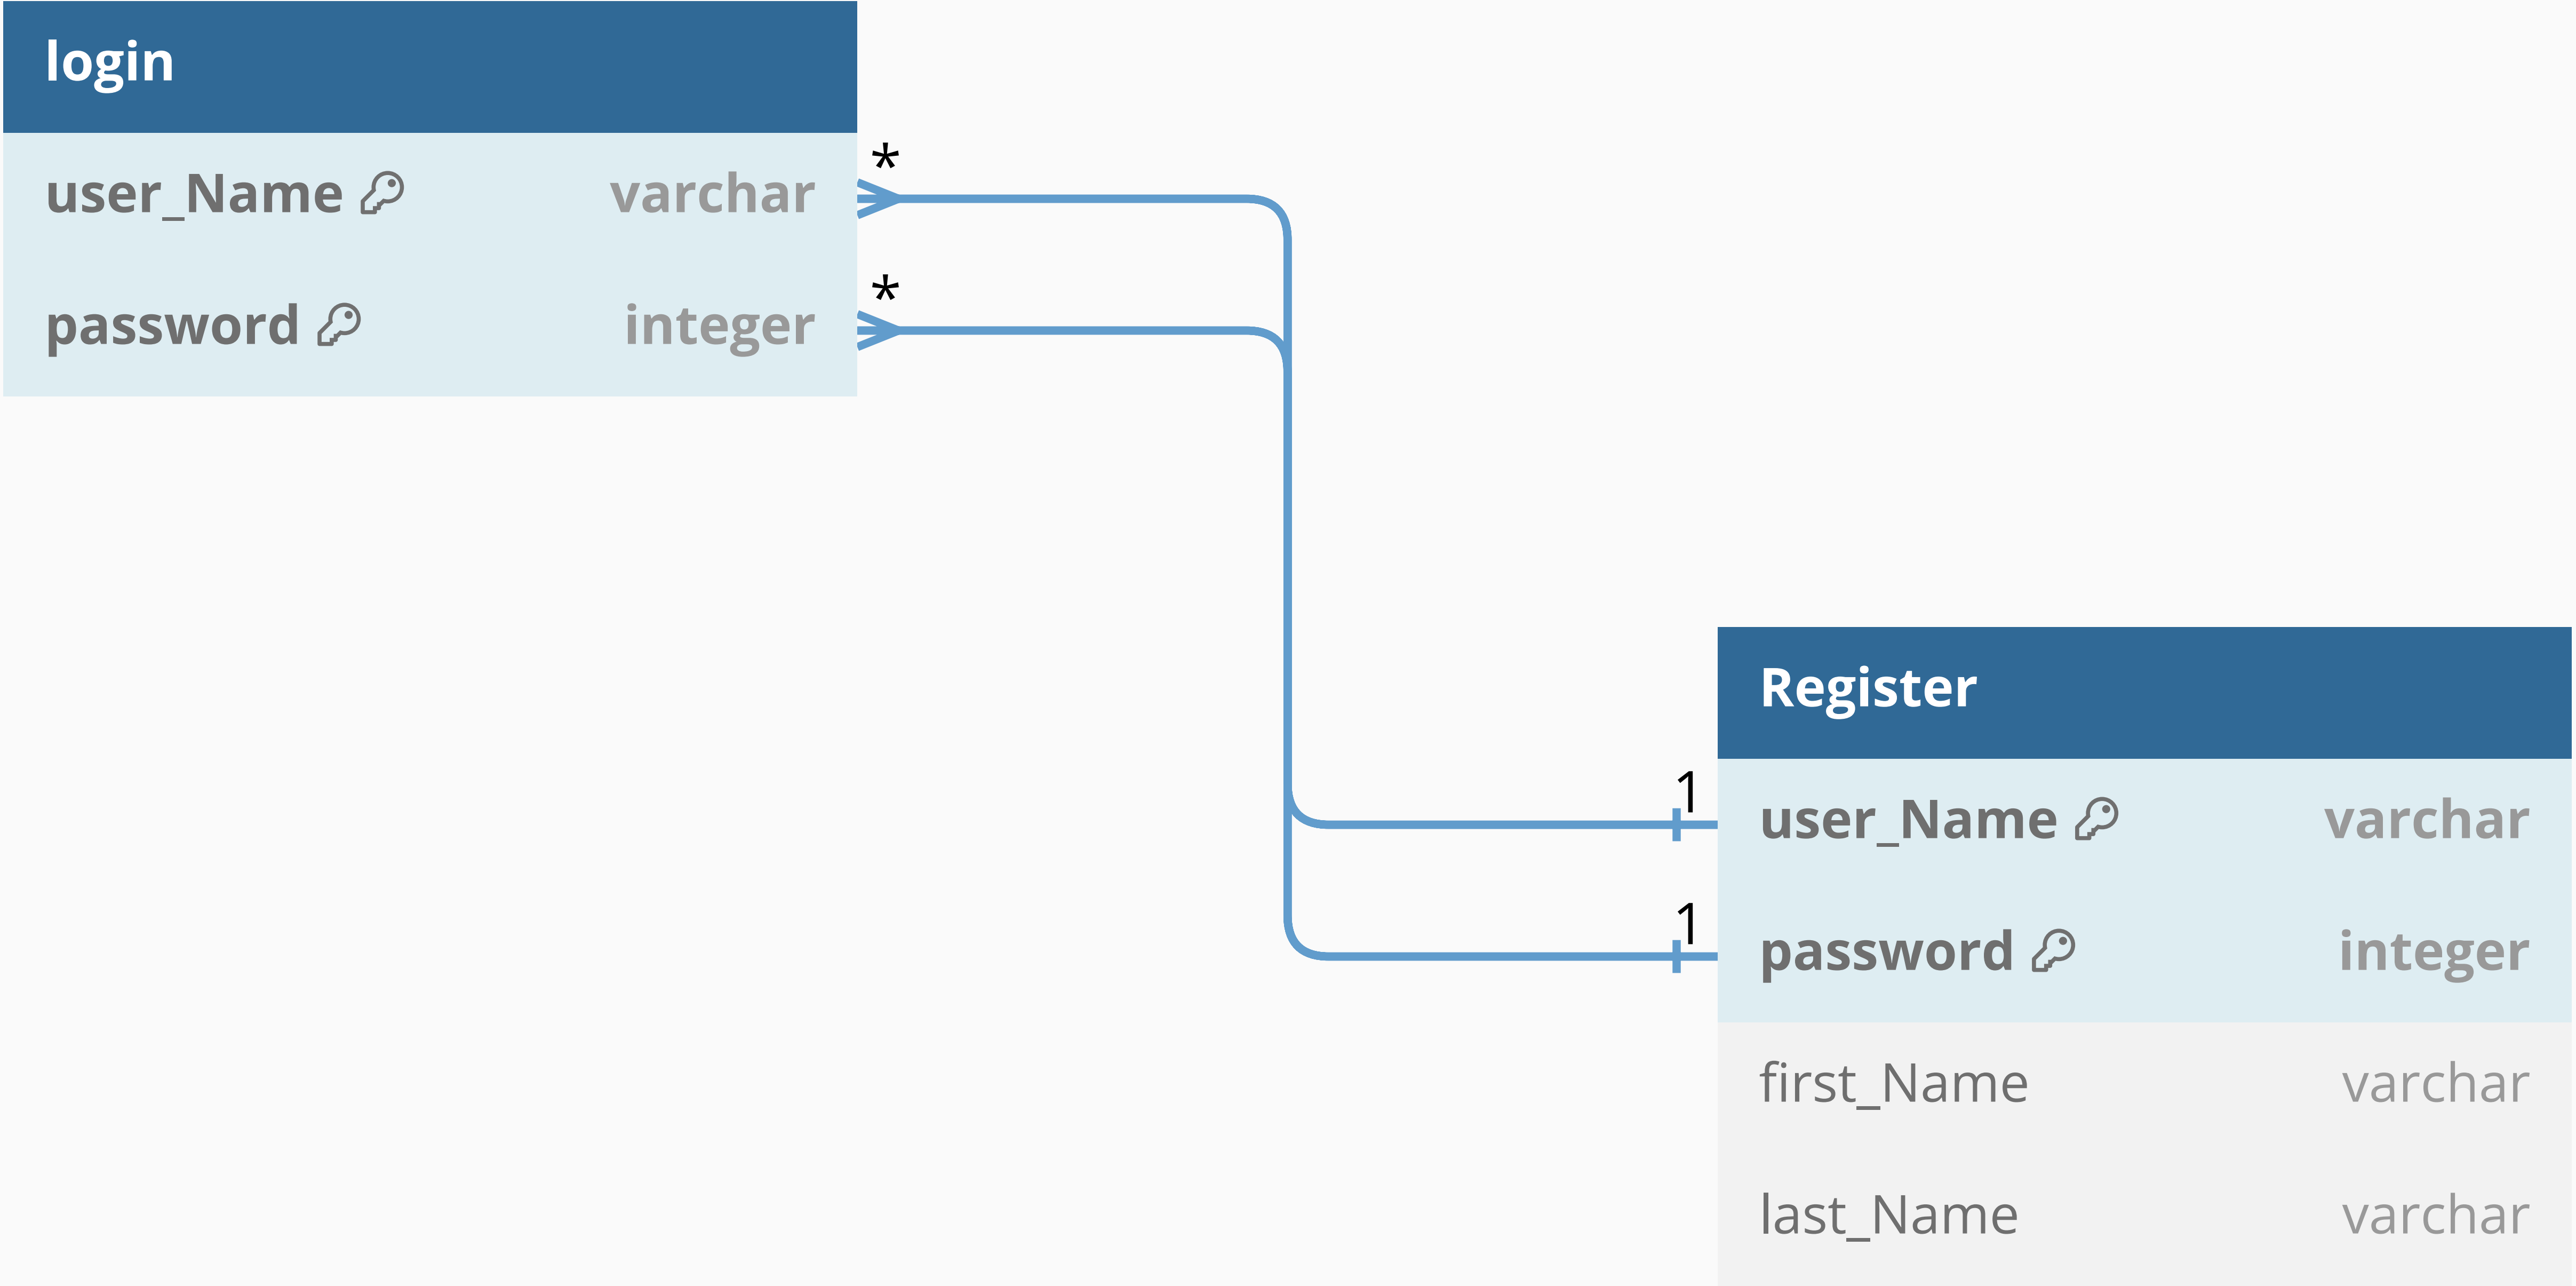 login
user_Name varchar
*
password integer
*
Register
1
user_Name varchar
1
password integer
first_Name varchar
last_Name varchar